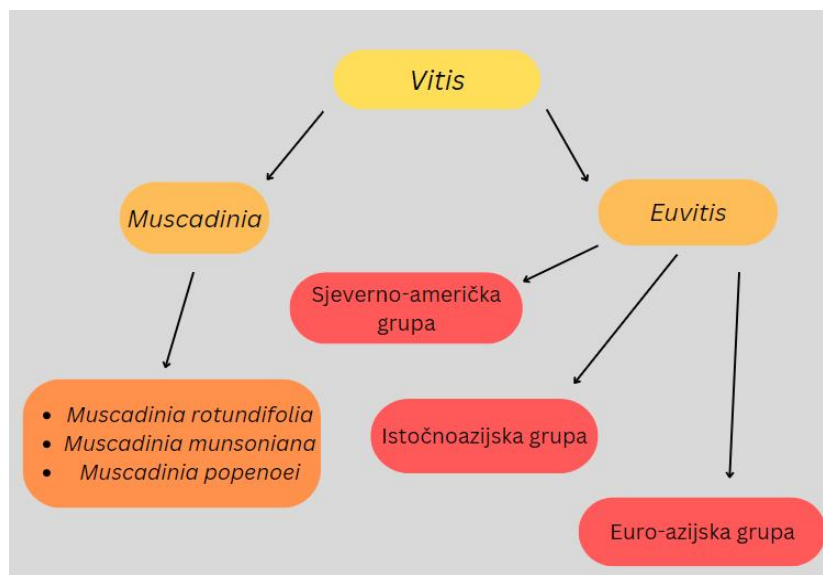 Vitis
Muscadinia
Euvitis
Sjeverno-američka
grupa
• Muscadinia rotundifolia
• Muscadinia munsoniana
• Muscadinia popenoei
Istočnoazijska grupa
Euro-azijska grupa